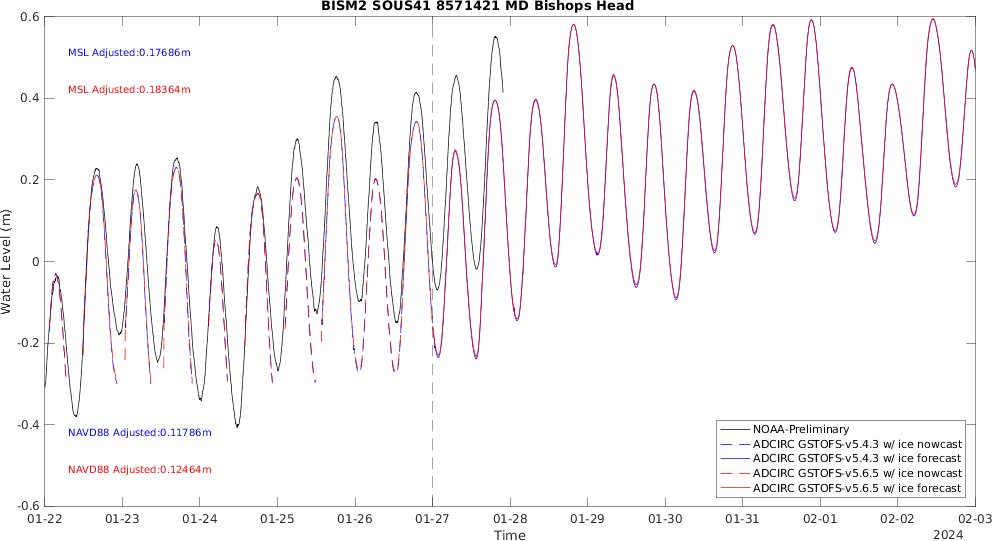 BISM2 SOUS41 8571421 MD Bishops Head
0.6
0.4
0.2
0
-0.2
-0.4
-0.6
Water Level (m)
MSL Adjusted:0.17686m
MSL Adjusted:0.18364m
NAVD88 Adjusted:0.11786m
NAVD88 Adjusted:0.12464m
NOAA-Preliminary
ADCIRC GSTOFS-v5.4.3 w/ ice nowcast
ADCIRC GSTOFS-v5.4.3 w/ ice forecast
ADCIRC GSTOFS-v5.6.5 w/ ice nowcast
ADCIRC GSTOFS-v5.6.5 w/ ice forecast
01-22 01-23 01-24 01-25 01-26 01-27 01-28 01-29 01-30 01-31 02-01 02-02 02-03
Time
2024